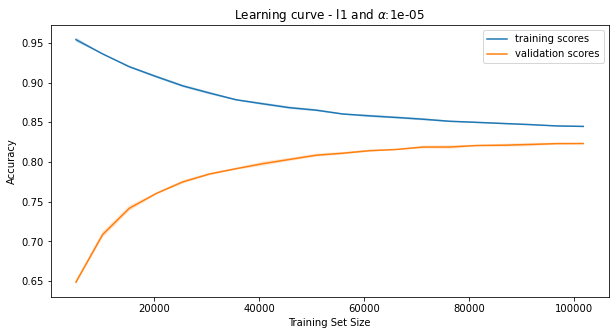 Learning curve - l1 and α:1e-05
training scores
validation scores
Accuracy
0.95
0.90
0.85
0.80
0.75
0.70
0.65
20000 40000 60000 80000 100000
Training Set Size